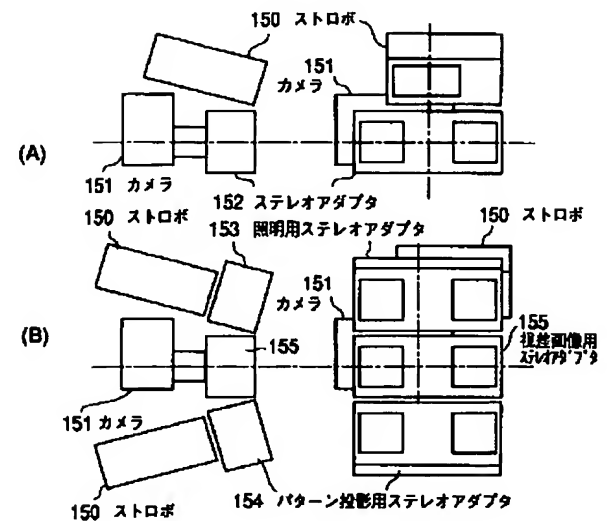 150 ストロボ
151
カメラ
(A)
151 カメラ
152 ステレオアダプタ
150 ストロボ
153 照明用ステレオアダプタ
150 ストロボ
カメラ
151
(B)
155
155
視差画像用
ステレオアダプタ
151 カメラ
150 ストロボ
154 パターン投影用ステレオアダプタ